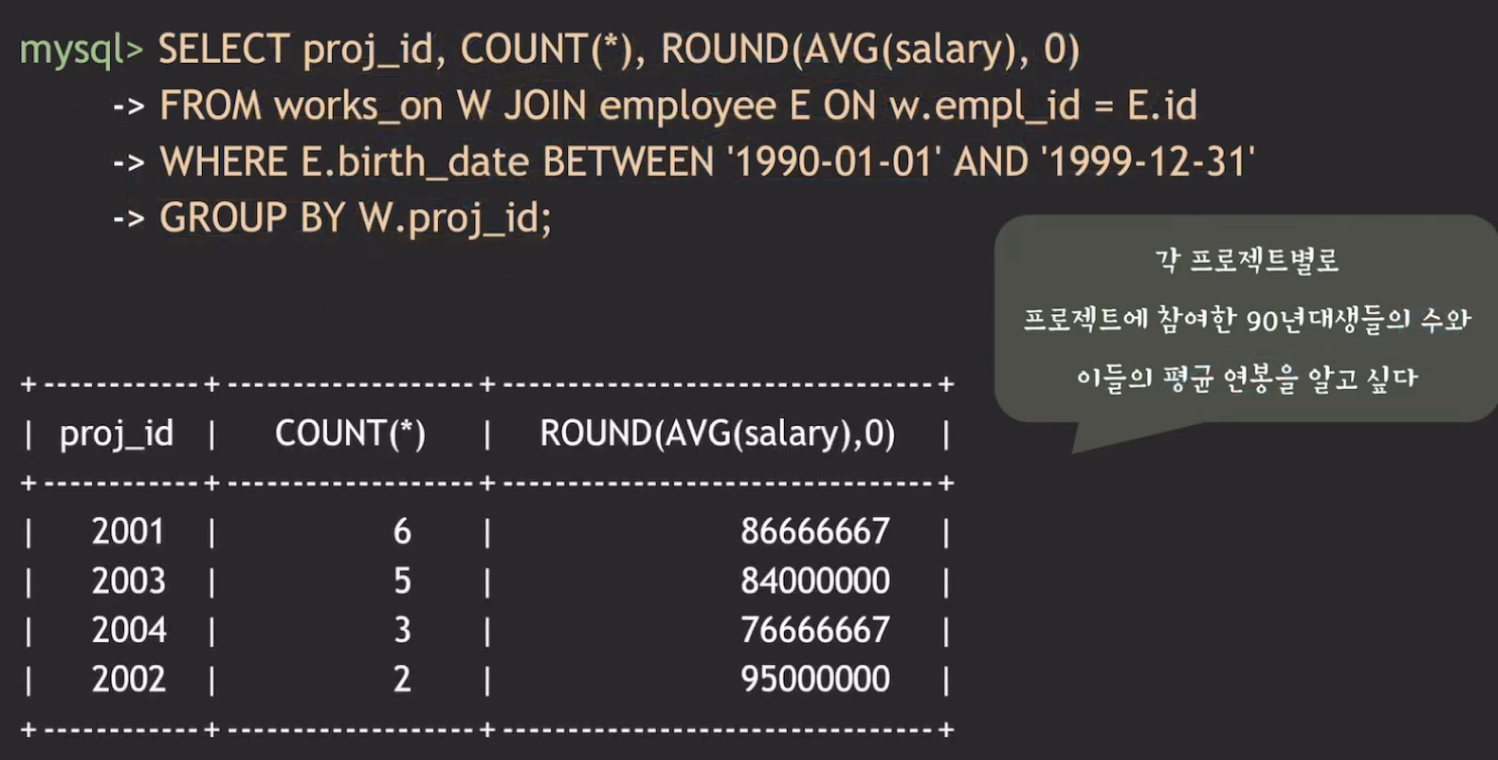 mysql> SELECT proj_id, COUNT(*), ROUND(AVG(salary), 0)
-> FROM works_on W JOIN employee E ON w.empl_id = E.id
-> WHERE E.birth_date BETWEEN '1990-01-01' AND '1999-12-31'
-> GROUP BY W.proj_id;
각 프로젝트별로
프로젝트에 참여한 90년대생들의 수와
이들의 평균 연봉을 알고 싶다
+------------+-------------------+---------------------------------+
| proj_id | COUNT(*) | ROUND(AVG(salary),0) |
+------------+-------------------+---------------------------------+
| 2001 | 6 | 86666667 |
| 2003 | 5 | 84000000 |
| 2004 | 3 | 76666667 |
| 2002 | 2 | 95000000 |
+------------+-------------------+---------------------------------+